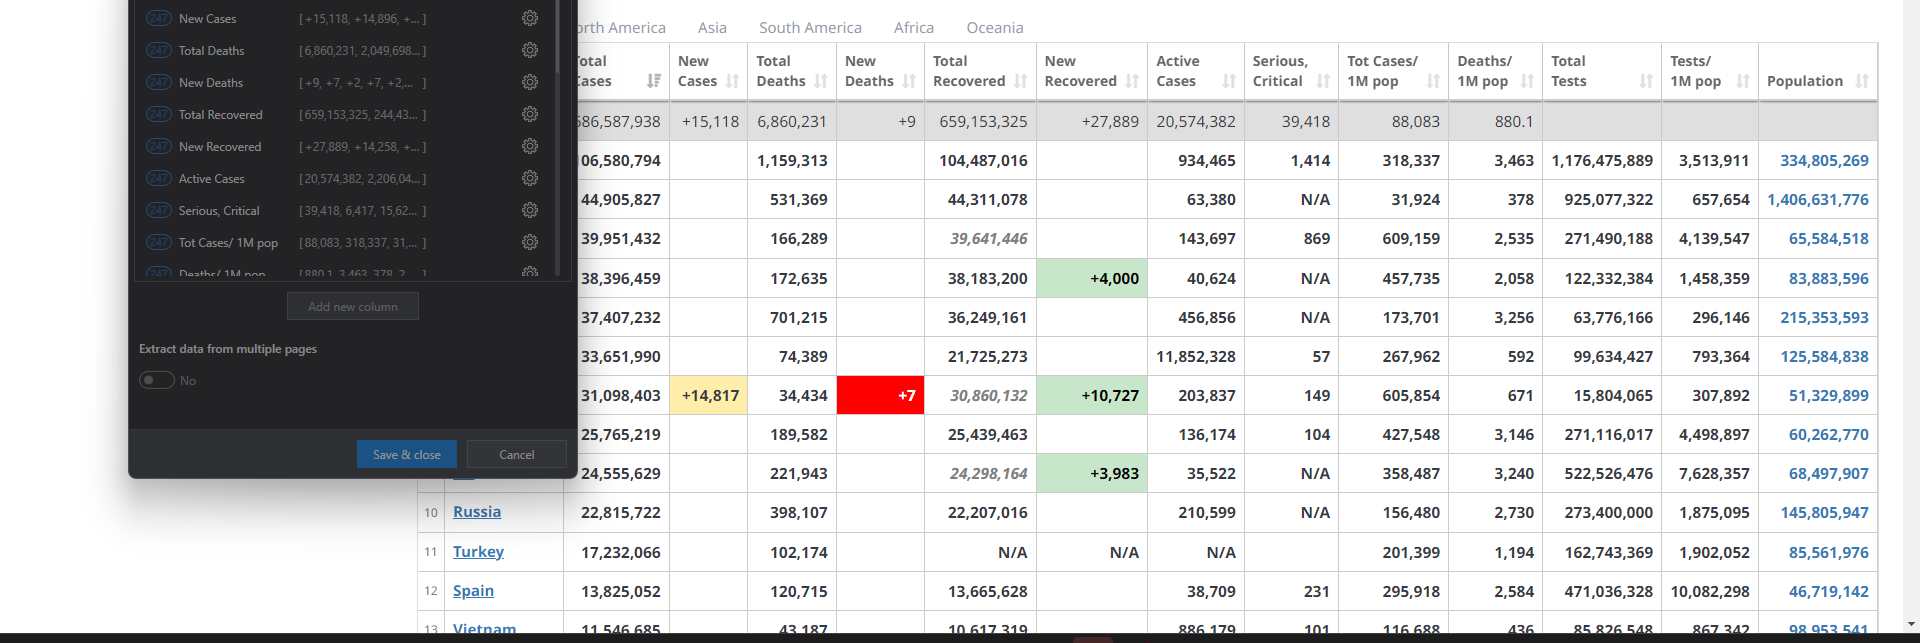 247 New Cases [ +15,118, +14,896, +... ]
247 Total Deaths [ 6,860,231, 2,049,698... ]
247 New Deaths [ +9, +7, +2, +7, +2,... ]
247 Total Recovered [ 659,153,325, 244,43... ]
247 New Recovered [ +27,889, +14,258, +... ]
247 Active Cases [ 20,574,382, 2,206,04... ]
247 Serious, Critical [ 39,418, 6,417, 15,62... ]
247 Tot Cases/ 1M pop [ 88,083, 318,337, 31,... ]
247 Deaths/ 1M pop [ 880.1, 3,463, 378, 2... ]
Add new column
Extract data from multiple pages
No
Save & close Cancel
orth America Asia South America Africa Oceania
Total Cases New Cases Total Deaths New Deaths Total Recovered New Recovered Active Cases Serious, Critical Tot Cases/ 1M pop Deaths/ 1M pop Total Tests Tests/ 1M pop Population
686,587,938 +15,118 6,860,231 +9 659,153,325 +27,889 20,574,382 39,418 88,083 880.1
106,580,794 1,159,313 104,487,016 934,465 1,414 318,337 3,463 1,176,475,889 3,513,911 334,805,269
44,905,827 531,369 44,311,078 63,380 N/A 31,924 378 925,077,322 657,654 1,406,631,776
39,951,432 166,289 39,641,446 143,697 869 609,159 2,535 271,490,188 4,139,547 65,584,518
38,396,459 172,635 38,183,200 +4,000 40,624 N/A 457,735 2,058 122,332,384 1,458,359 83,883,596
37,407,232 701,215 36,249,161 456,856 N/A 173,701 3,256 63,776,166 296,146 215,353,593
33,651,990 74,389 21,725,273 11,852,328 57 267,962 592 99,634,427 793,364 125,584,838
31,098,403 +14,817 34,434 +7 30,860,132 +10,727 203,837 149 605,854 671 15,804,065 307,892 51,329,899
25,765,219 189,582 25,439,463 136,174 104 427,548 3,146 271,116,017 4,498,897 60,262,770
24,555,629 221,943 24,298,164 +3,983 35,522 N/A 358,487 3,240 522,526,476 7,628,357 68,497,907
10 Russia 22,815,722 398,107 22,207,016 210,599 N/A 156,480 2,730 273,400,000 1,875,095 145,805,947
11 Turkey 17,232,066 102,174 N/A N/A N/A 201,399 1,194 162,743,369 1,902,052 85,561,976
12 Spain 13,825,052 120,715 13,665,628 38,709 231 295,918 2,584 471,036,328 10,082,298 46,719,142
13 Vietnam 11,546,685 43,187 10,617,319 886,179 101 116,688 436 85,826,548 867,342 98,953,541